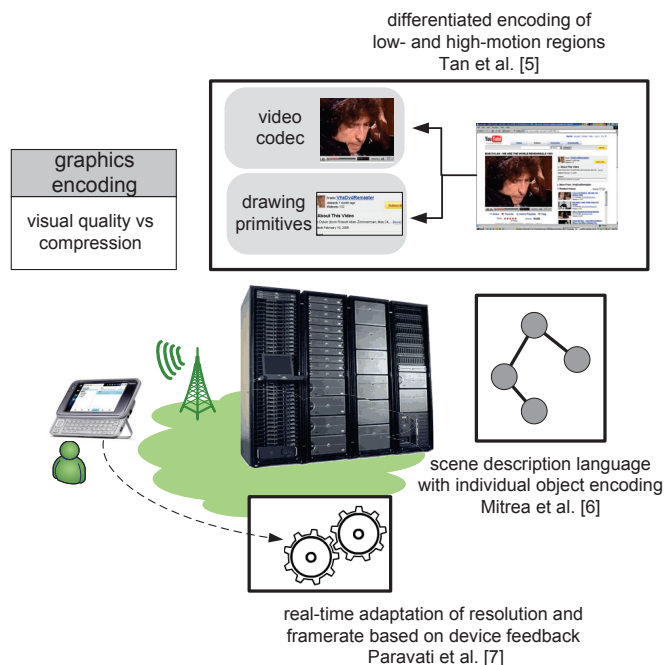 differentiated encoding of
low- and high-motion regions
Tan et al. [5]
video
codec
drawing
primitives
YouTube
About This Video
graphics
encoding
visual quality vs
compression
scene description language
with individual object encoding
Mitrea et al. [6]
real-time adaptation of resolution and
framerate based on device feedback
Paravati et al. [7]